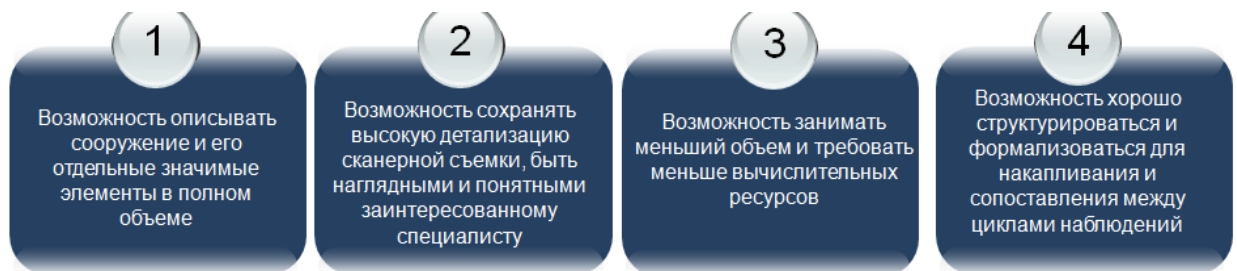 1
Возможность описывать
сооружение и его
отдельные значимые
элементы в полном
объеме
2
Возможность сохранять
высокую детализацию
сканерной съемки, быть
наглядными и понятными
заинтересованному
специалисту
3
Возможность занимать
меньший объем и требовать
меньше вычислительных
ресурсов
4
Возможность хорошо
структурироваться и
формализоваться для
накапливания и
сопоставления между
циклами наблюдений